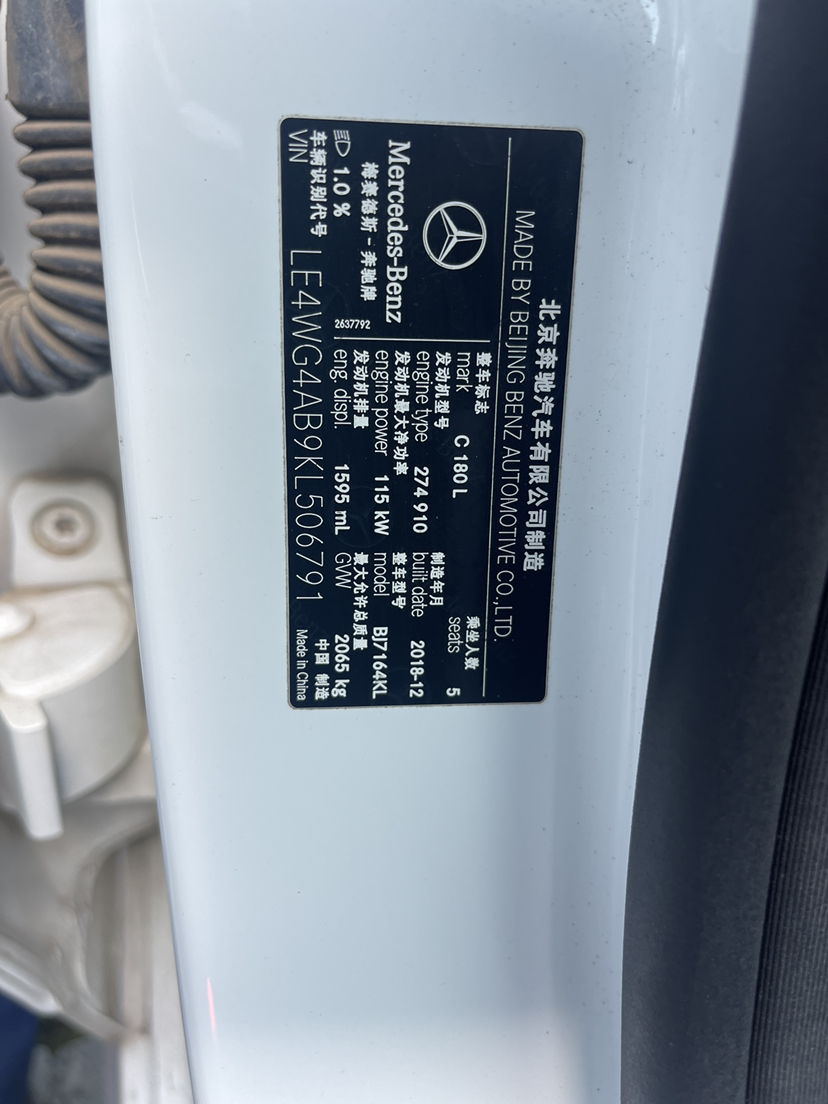 北京奔驰汽车有限公司制造
MADE BY BEIJING BENZ AUTOMOTIVE CO.,LTD.
Mercedes-Benz
梅赛德斯-奔驰牌
1.0 %
2637792
整车标志
mark C 180 L
乘坐人数
seats 5
发动机型号
engine type 274 910
制造年月
built date 2018-12
发动机最大净功率
engine power 115 kW
整车型号
model BJ7164KL
发动机排量
eng. displ. 1595 mL
最大允许总质量
GVW 2065 kg
车辆识别代号
VIN LE4WG4AB9KL506791
中国 制造
Made in China